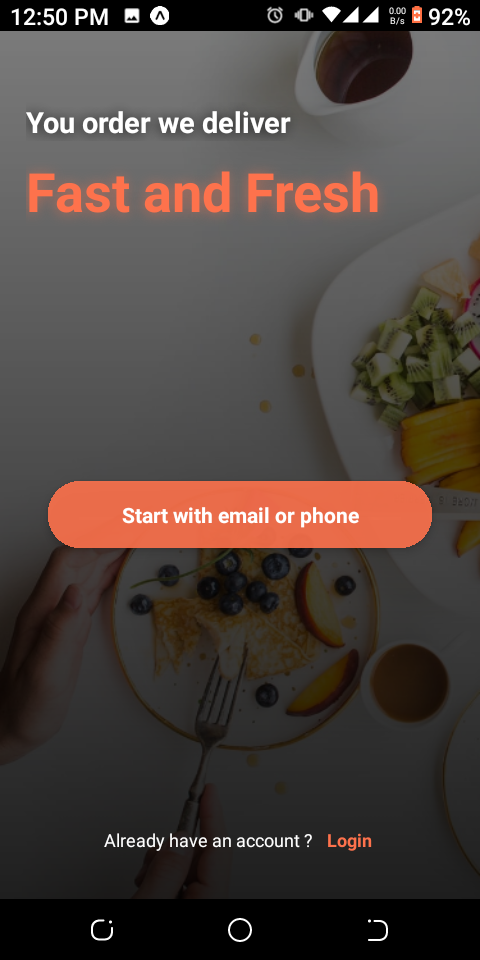 12:50 PM 0.00 B/s 92%
You order we deliver
Fast and Fresh
Start with email or phone
Already have an account ? Login